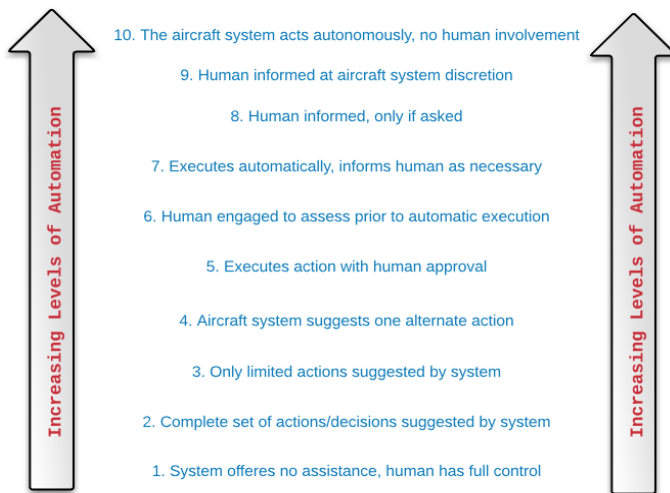 10. The aircraft system acts autonomously, no human involvement
9. Human informed at aircraft system discretion
8. Human informed, only if asked
7. Executes automatically, informs human as necessary
6. Human engaged to assess prior to automatic execution
5. Executes action with human approval
4. Aircraft system suggests one alternate action
3. Only limited actions suggested by system
2. Complete set of actions/decisions suggested by system
1. System offeres no assistance, human has full control
Increasing Levels of Automation
Increasing Levels of Automation